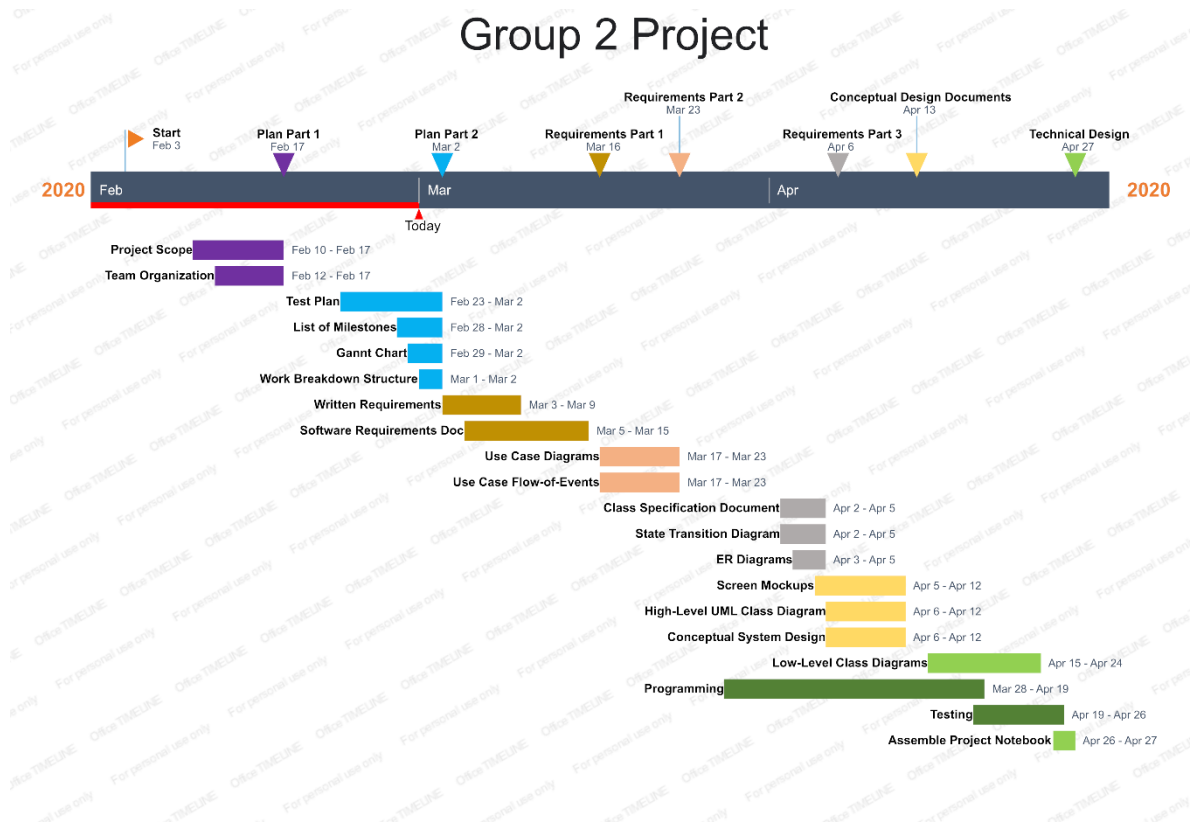 Group 2 Project
Requirements Part 2
Mar 23
Conceptual Design Documents
Apr 13
Start
Feb 3
Plan Part 1
Feb 17
Plan Part 2
Mar 2
Requirements Part 1
Mar 16
Requirements Part 3
Apr 6
Technical Design
Apr 27
2020 Feb Mar Apr 2020
Today
Project Scope Feb 10 - Feb 17
Team Organization Feb 12 - Feb 17
Test Plan Feb 23 - Mar 2
List of Milestones Feb 28 - Mar 2
Gannt Chart Feb 29 - Mar 2
Work Breakdown Structure Mar 1 - Mar 2
Written Requirements Mar 3 - Mar 9
Software Requirements Doc Mar 5 - Mar 15
Use Case Diagrams Mar 17 - Mar 23
Use Case Flow-of-Events Mar 17 - Mar 23
Class Specification Document Apr 2 - Apr 5
State Transition Diagram Apr 2 - Apr 5
ER Diagrams Apr 3 - Apr 5
Screen Mockups Apr 5 - Apr 12
High-Level UML Class Diagram Apr 6 - Apr 12
Conceptual System Design Apr 6 - Apr 12
Low-Level Class Diagrams Apr 15 - Apr 24
Programming Mar 28 - Apr 19
Testing Apr 19 - Apr 26
Assemble Project Notebook Apr 26 - Apr 27
Office TIMELINE
For personal use only